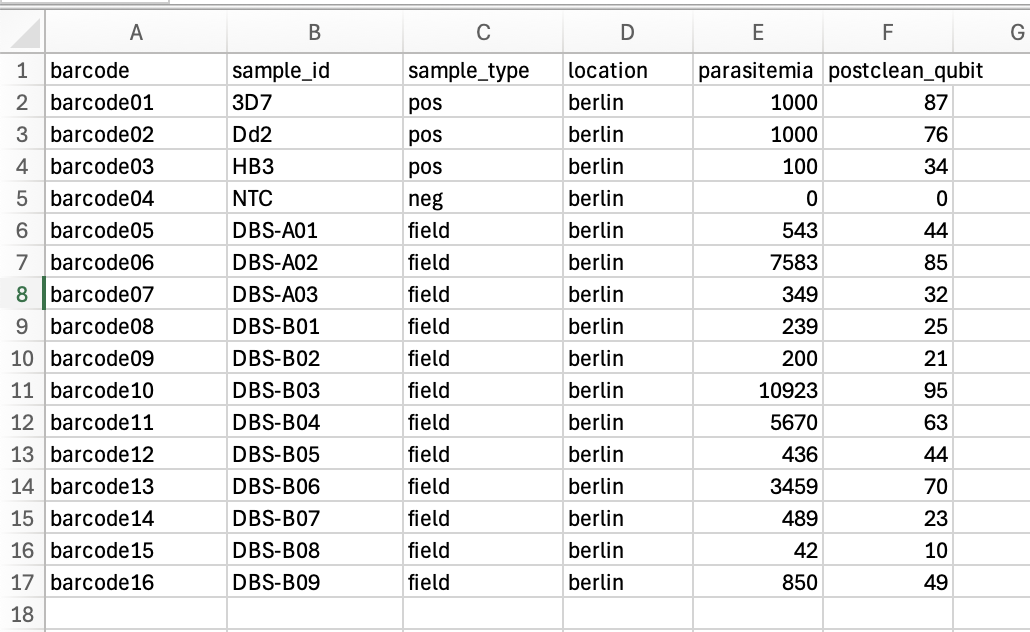 A B C D E F G
1 barcode sample_id sample_type location parasitemia postclean_qubit
2 barcode01 3D7 pos berlin 1000 87
3 barcode02 Dd2 pos berlin 1000 76
4 barcode03 HB3 pos berlin 100 34
5 barcode04 NTC neg berlin 0 0
6 barcode05 DBS-A01 field berlin 543 44
7 barcode06 DBS-A02 field berlin 7583 85
8 barcode07 DBS-A03 field berlin 349 32
9 barcode08 DBS-B01 field berlin 239 25
10 barcode09 DBS-B02 field berlin 200 21
11 barcode10 DBS-B03 field berlin 10923 95
12 barcode11 DBS-B04 field berlin 5670 63
13 barcode12 DBS-B05 field berlin 436 44
14 barcode13 DBS-B06 field berlin 3459 70
15 barcode14 DBS-B07 field berlin 489 23
16 barcode15 DBS-B08 field berlin 42 10
17 barcode16 DBS-B09 field berlin 850 49
18